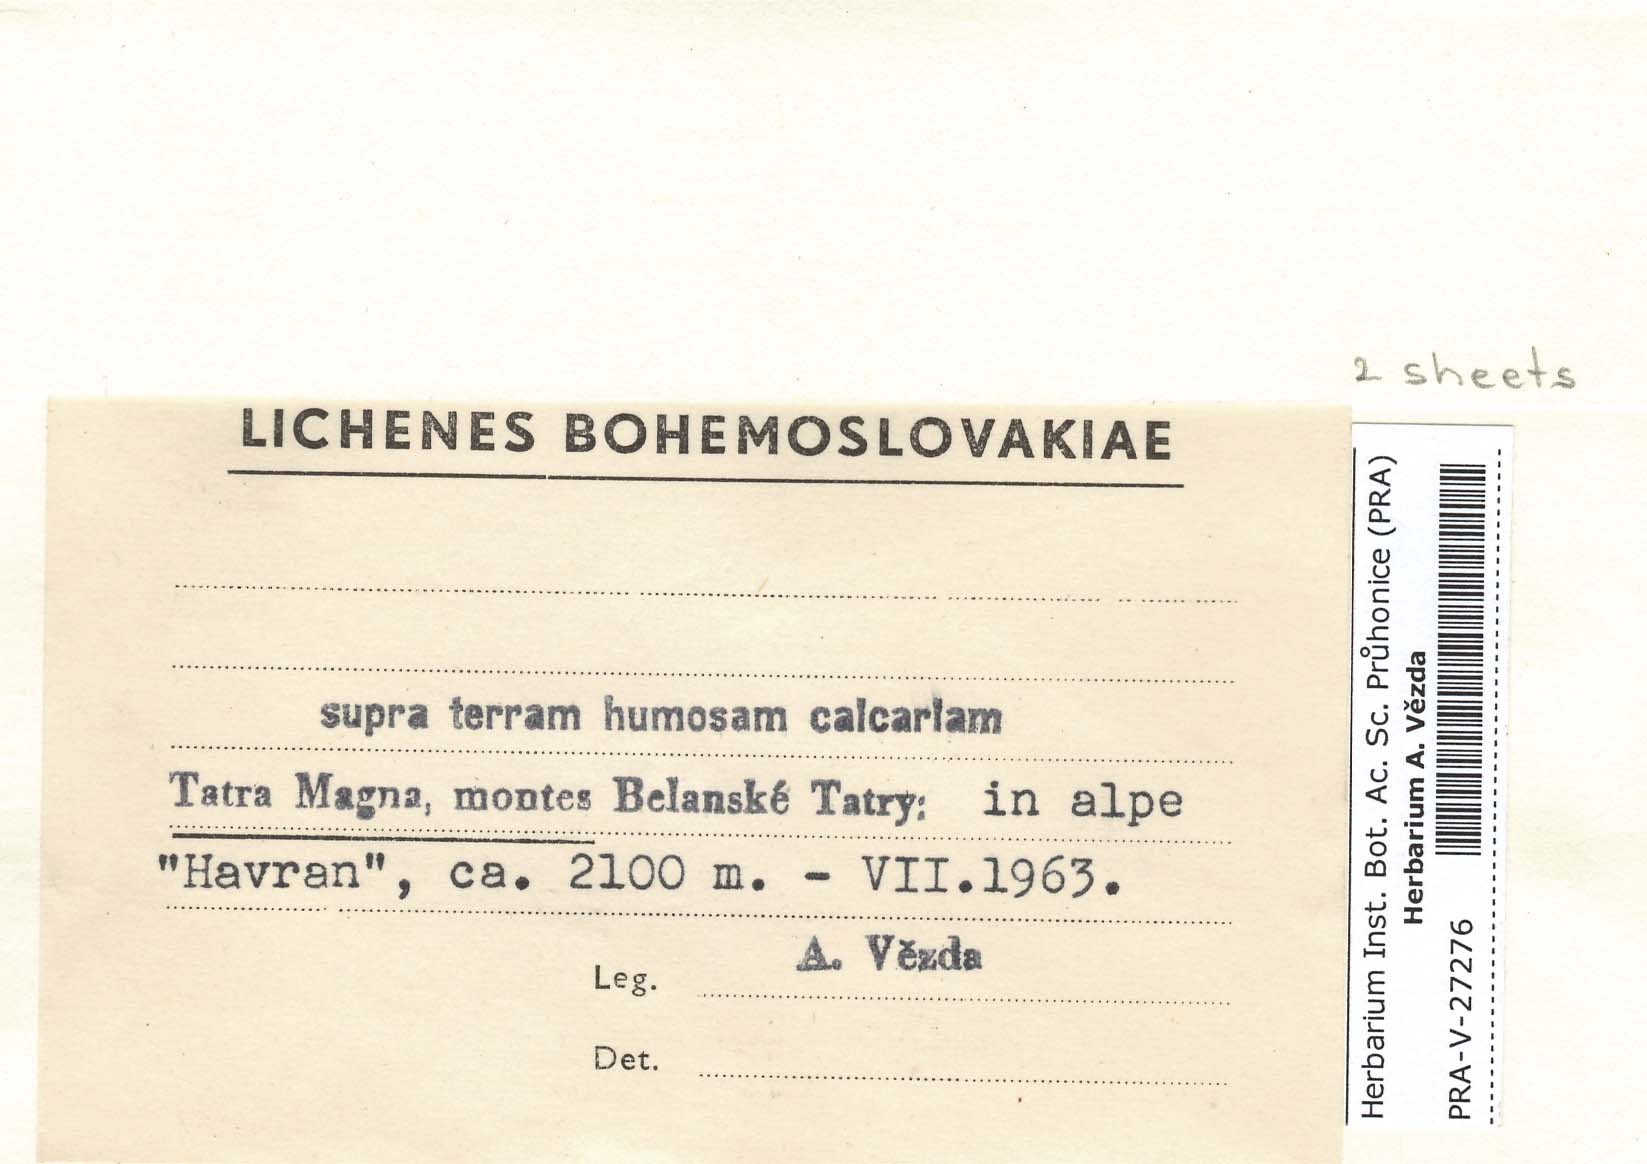 2 sheets
LICHENES BOHEMOSLOVAKIAE
supra terram humosam calcariam
Tatra Magna, montes Belanské Tatry: in alpe
"Havran", ca. 2100 m. - VII.1963.
Leg. A. Vězda
Det.
Herbarium Inst. Bot. Ac. Sc. Průhonice (PRA)
Herbarium A. Vězda
PRA-V-27276